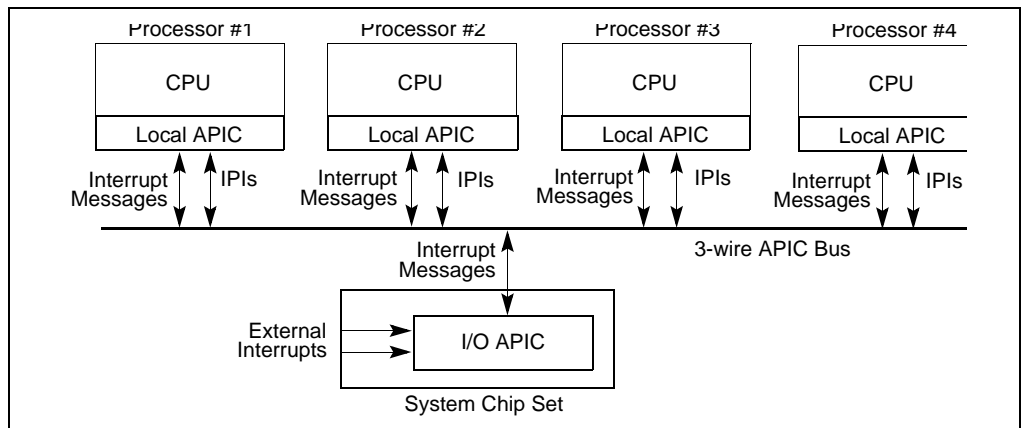 Processor #1
Processor #2
Processor #3
Processor #4
CPU
CPU
CPU
CPU
Local APIC
Local APIC
Local APIC
Local APIC
Interrupt
Messages
IPIs
Interrupt
Messages
IPIs
Interrupt
Messages
IPIs
Interrupt
Messages
IPIs
Interrupt
Messages
3-wire APIC Bus
External
Interrupts
I/O APIC
System Chip Set